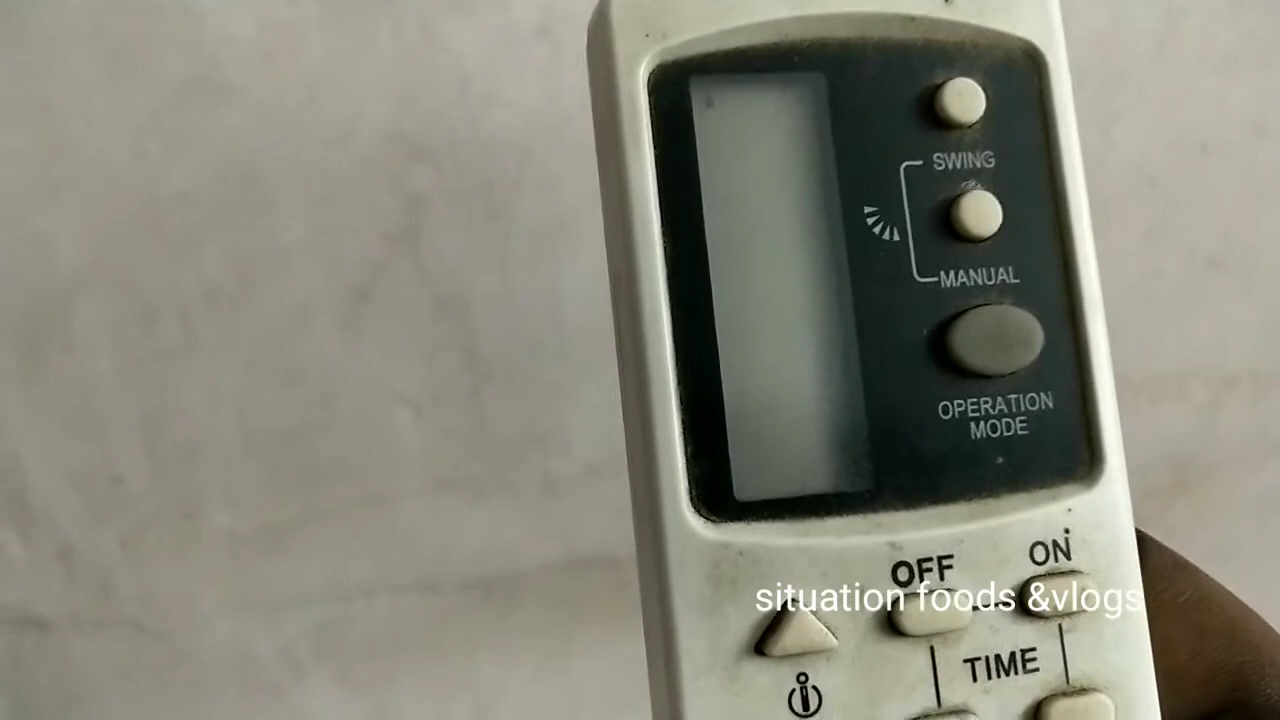 SWING
MANUAL
OPERATION
MODE
OFF
ON
situation foods &vlogs
TIME